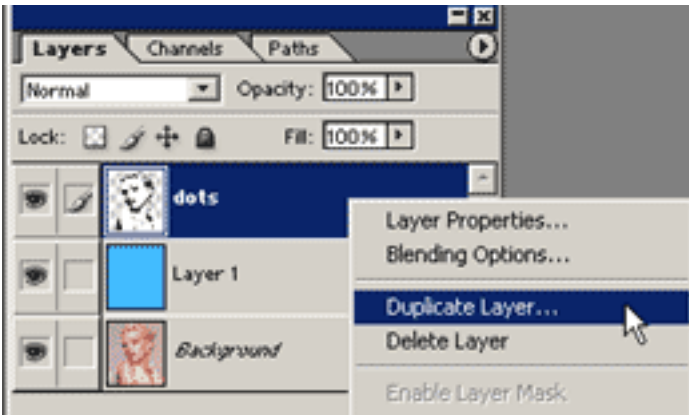 Layers Channels Paths
Normal Opacity: 100%
Lock: Fill: 100%
dots
Layer 1
Background
Layer Properties...
Blending Options...
Duplicate Layer...
Delete Layer
Enable Layer Mask